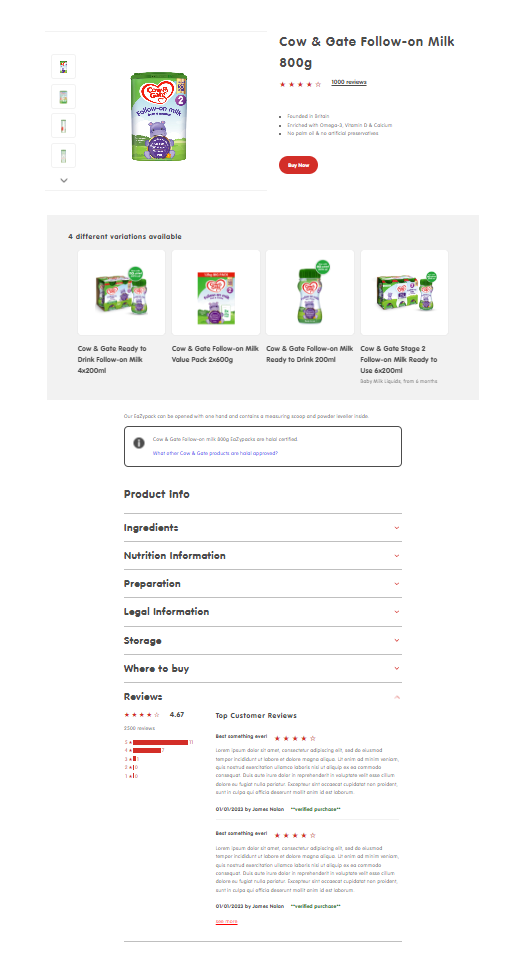 Cow & Gate Follow-on Milk
800g
1000 reviews
Founded in Britain
Enriched with Omega-3, Vitamin D & Calcium
No palm oil & no artificial preservatives
Buy Now
Cow & Gate
Follow-on milk
2
4 different variations available
Cow & Gate Ready to
Drink Follow-on Milk
4x200ml
Cow & Gate Follow-on Milk
Value Pack 2x600g
Cow & Gate Follow-on Milk
Ready to Drink 200ml
Cow & Gate Stage 2
Follow-on Milk Ready to
Use 6x200ml
Baby Milk Liquids, from 6 months
Our EaZypack can be opened with one hand and contains a measuring scoop and powder leveller inside.
Cow & Gate Follow-on milk 800g EaZypacks are halal certified.
What other Cow & Gate products are halal approved?
Product Info
Ingredients
Nutrition Information
Preparation
Legal Information
Storage
Where to buy
Reviews
4.67
2500 reviews
5
4
3
2
1
Top Customer Reviews
Best something ever!
Lorem ipsum dolor sit amet, consectetur adipiscing elit, sed do eiusmod
tempor incididunt ut labore et dolore magna aliqua. Ut enim ad minim veniam,
quis nostrud exercitation ullamco laboris nisi ut aliquip ex ea commodo
consequat. Duis aute irure dolor in reprehenderit in voluptate velit esse cillum
dolore eu fugiat nulla pariatur. Excepteur sint occaecat cupidatat non proident,
sunt in culpa qui officia deserunt mollit anim id est laborum
01/01/2023 by James Nolan **verified purchase**
Best something ever!
Lorem ipsum dolor sit amet, consectetur adipiscing elit, sed do eiusmod
tempor incididunt ut labore et dolore magna aliqua. Ut enim ad minim veniam,
quis nostrud exercitation ullamco laboris nisi ut aliquip ex ea commodo
consequat. Duis aute irure dolor in reprehenderit in voluptate velit esse cillum
dolore eu fugiat nulla pariatur. Excepteur sint occaecat cupidatat non proident,
sunt in culpa qui officia deserunt mollit anim id est laborum
01/01/2023 by James Nolan **verified purchase**
see more